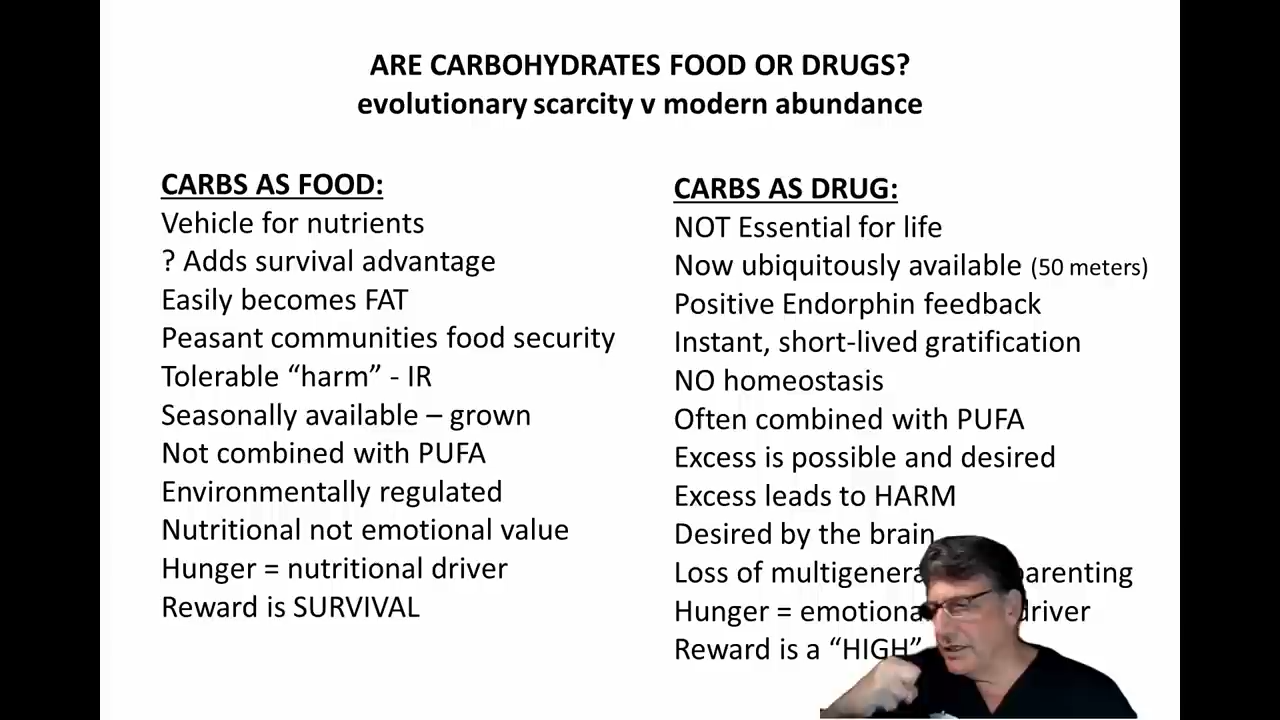 ARE CARBOHYDRATES FOOD OR DRUGS?
evolutionary scarcity v modern abundance
CARBS AS FOOD:
Vehicle for nutrients
? Adds survival advantage
Easily becomes FAT
Peasant communities food security
Tolerable “harm” - IR
Seasonally available – grown
Not combined with PUFA
Environmentally regulated
Nutritional not emotional value
Hunger = nutritional driver
Reward is SURVIVAL
CARBS AS DRUG:
NOT Essential for life
Now ubiquitously available (50 meters)
Positive Endorphin feedback
Instant, short-lived gratification
NO homeostasis
Often combined with PUFA
Excess is possible and desired
Excess leads to HARM
Desired by the brain
Loss of parenting
Hunger = driver
Reward is a “HIGH”